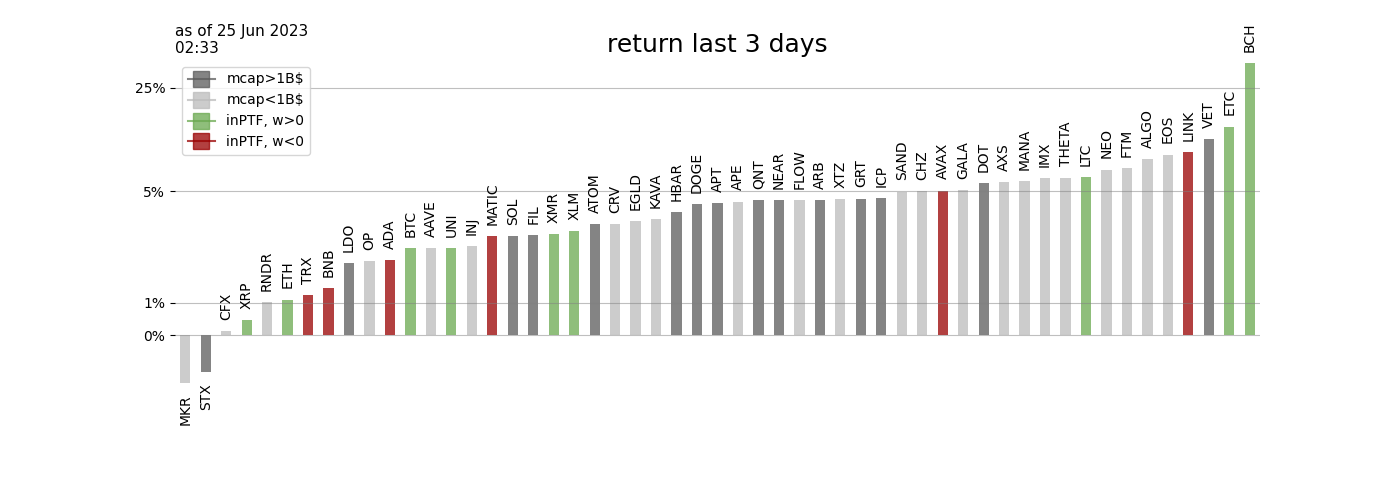 as of 25 Jun 2023
02:33
return last 3 days
mcap>1B$
mcap<1B$
inPTF, w>0
inPTF, w<0
25%
5%
1%
0%
MKR
STX
CFX
XRP
RNDR
ETH
TRX
BNB
LDO
OP
ADA
BTC
AAVE
UNI
INJ
MATIC
SOL
FIL
XMR
XLM
ATOM
CRV
EGLD
KAVA
HBAR
DOGE
APT
APE
QNT
NEAR
FLOW
ARB
XTZ
GRT
ICP
SAND
CHZ
AVAX
GALA
DOT
AXS
MANA
IMX
THETA
LTC
NEO
FTM
ALGO
EOS
LINK
VET
ETC
BCH